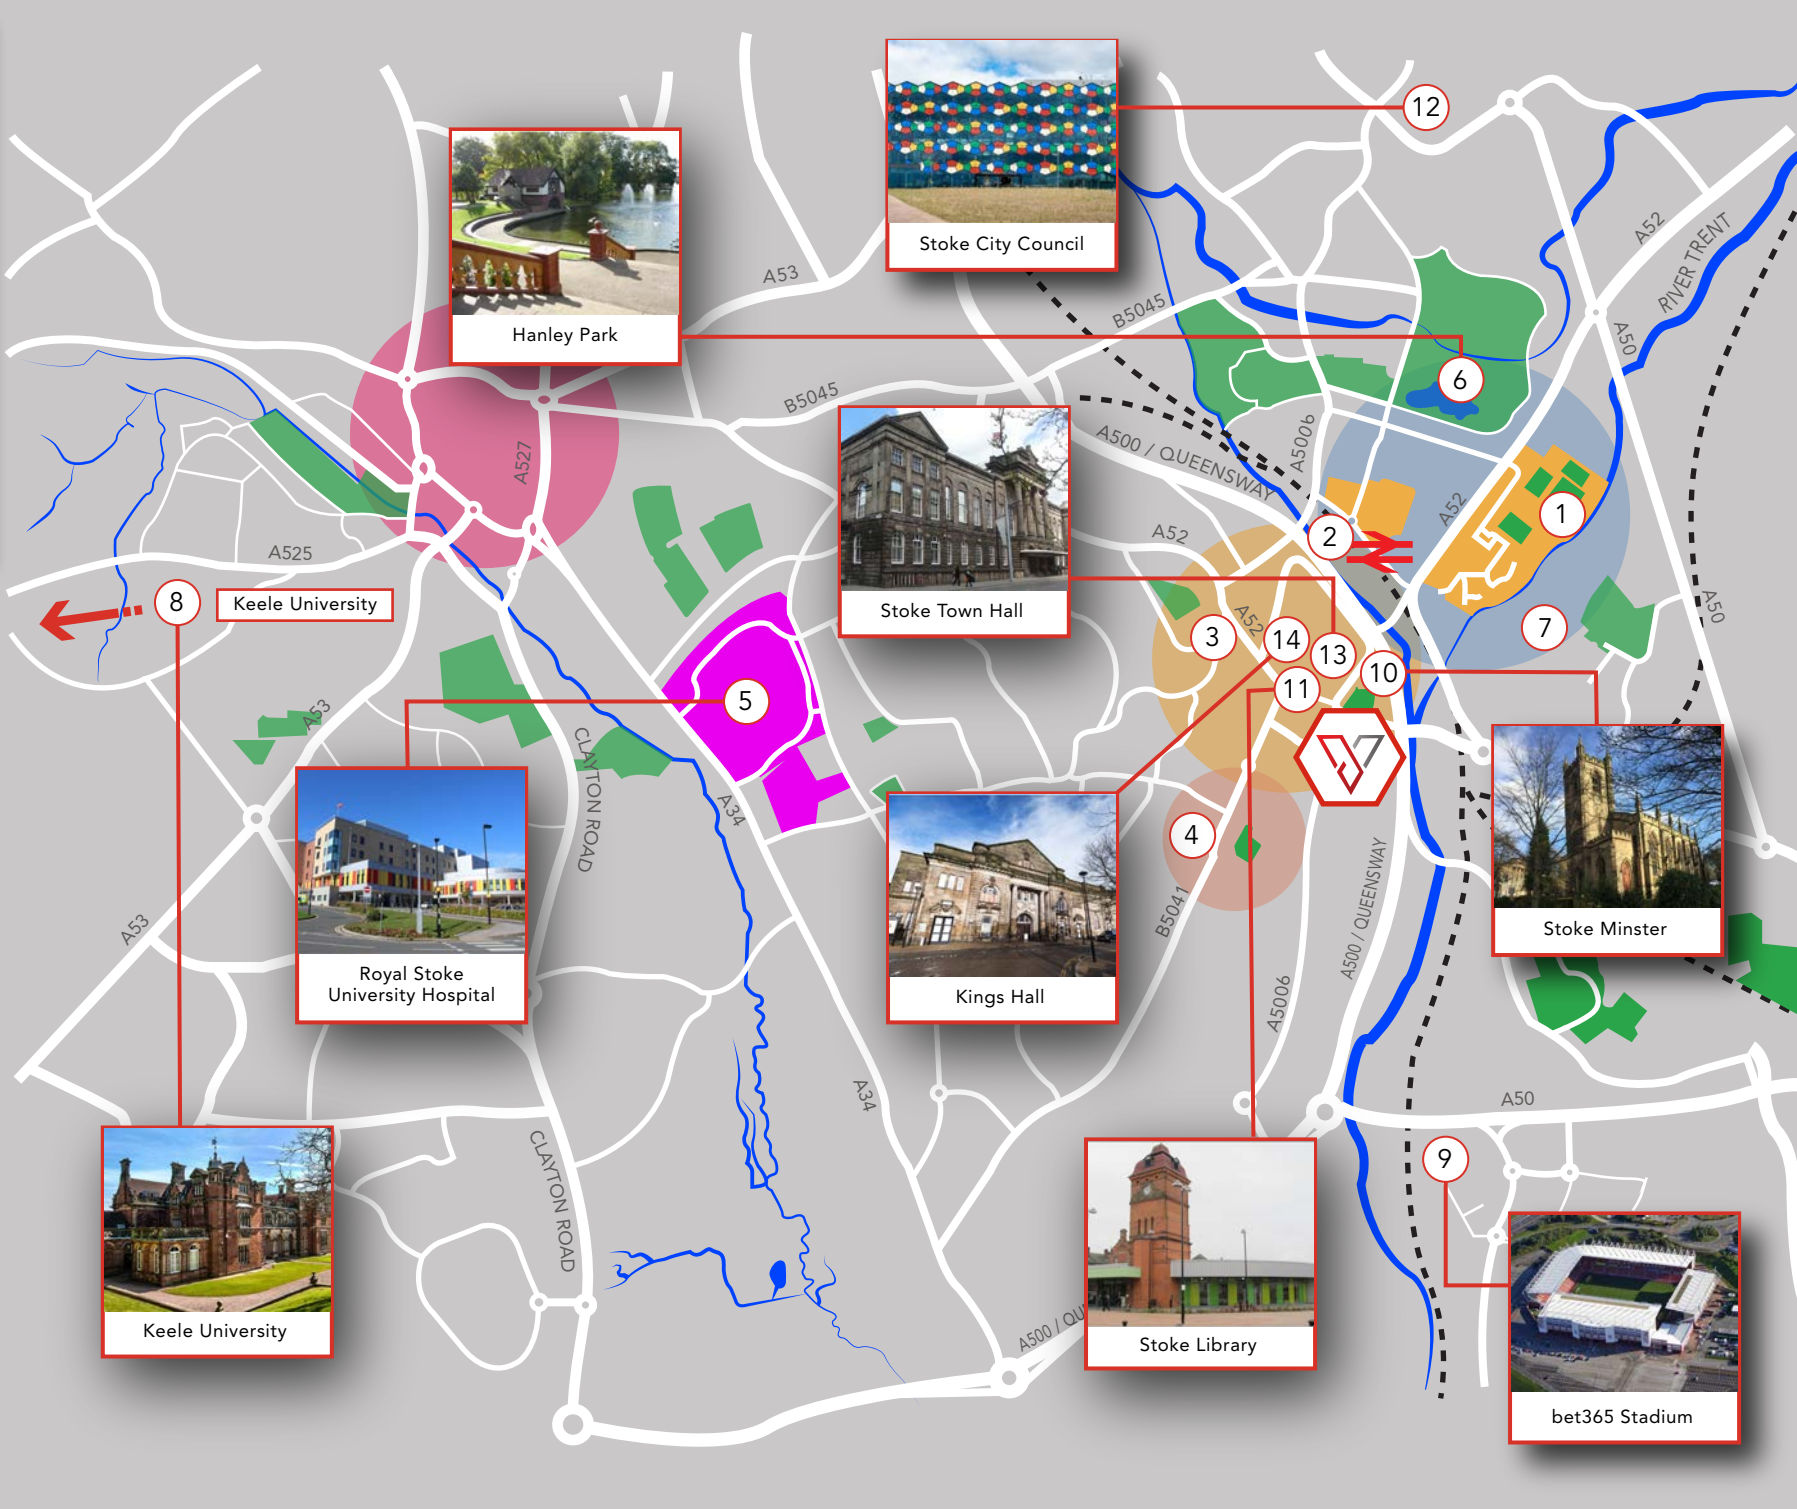 12
Stoke City Council
A52
RIVER TRENT
A53
B5045
A50
Hanley Park
6
B5045
A5006
A500 / QUEENSWAY
A527
A52
1
A52
2
A525
8
Keele University
Stoke Town Hall
A52
3
14
13
7
A50
10
11
5
A53
CLAYTON ROAD
A34
4
A500 / QUEENSWAY
B5041
Stoke Minster
A53
Royal Stoke
University Hospital
Kings Hall
A5006
A34
A50
CLAYTON ROAD
9
Keele University
A500 / QU
Stoke Library
bet365 Stadium